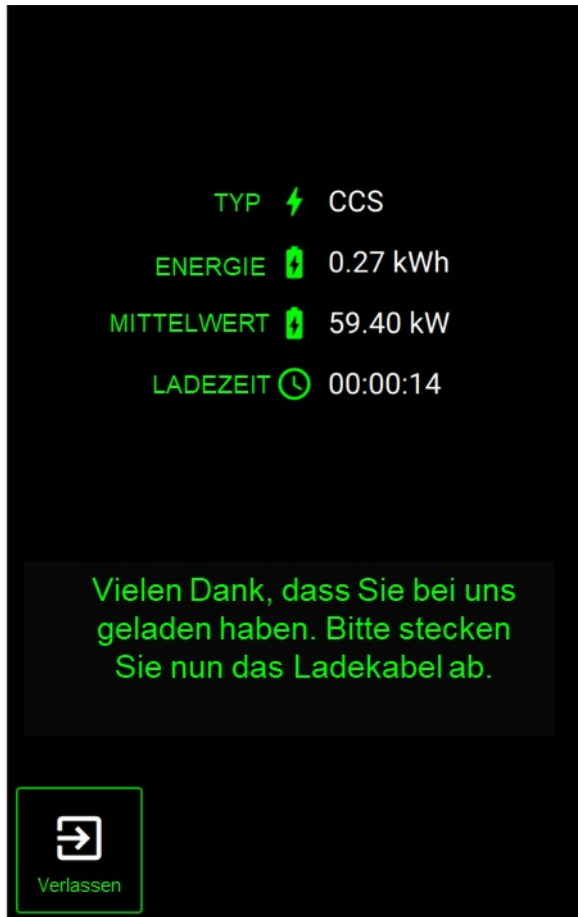 TYP CCS
ENERGIE 0.27 kWh
MITTELWERT 59.40 kW
LADEZEIT 00:00:14
Vielen Dank, dass Sie bei uns
geladen haben. Bitte stecken
Sie nun das Ladekabel ab.
Verlassen